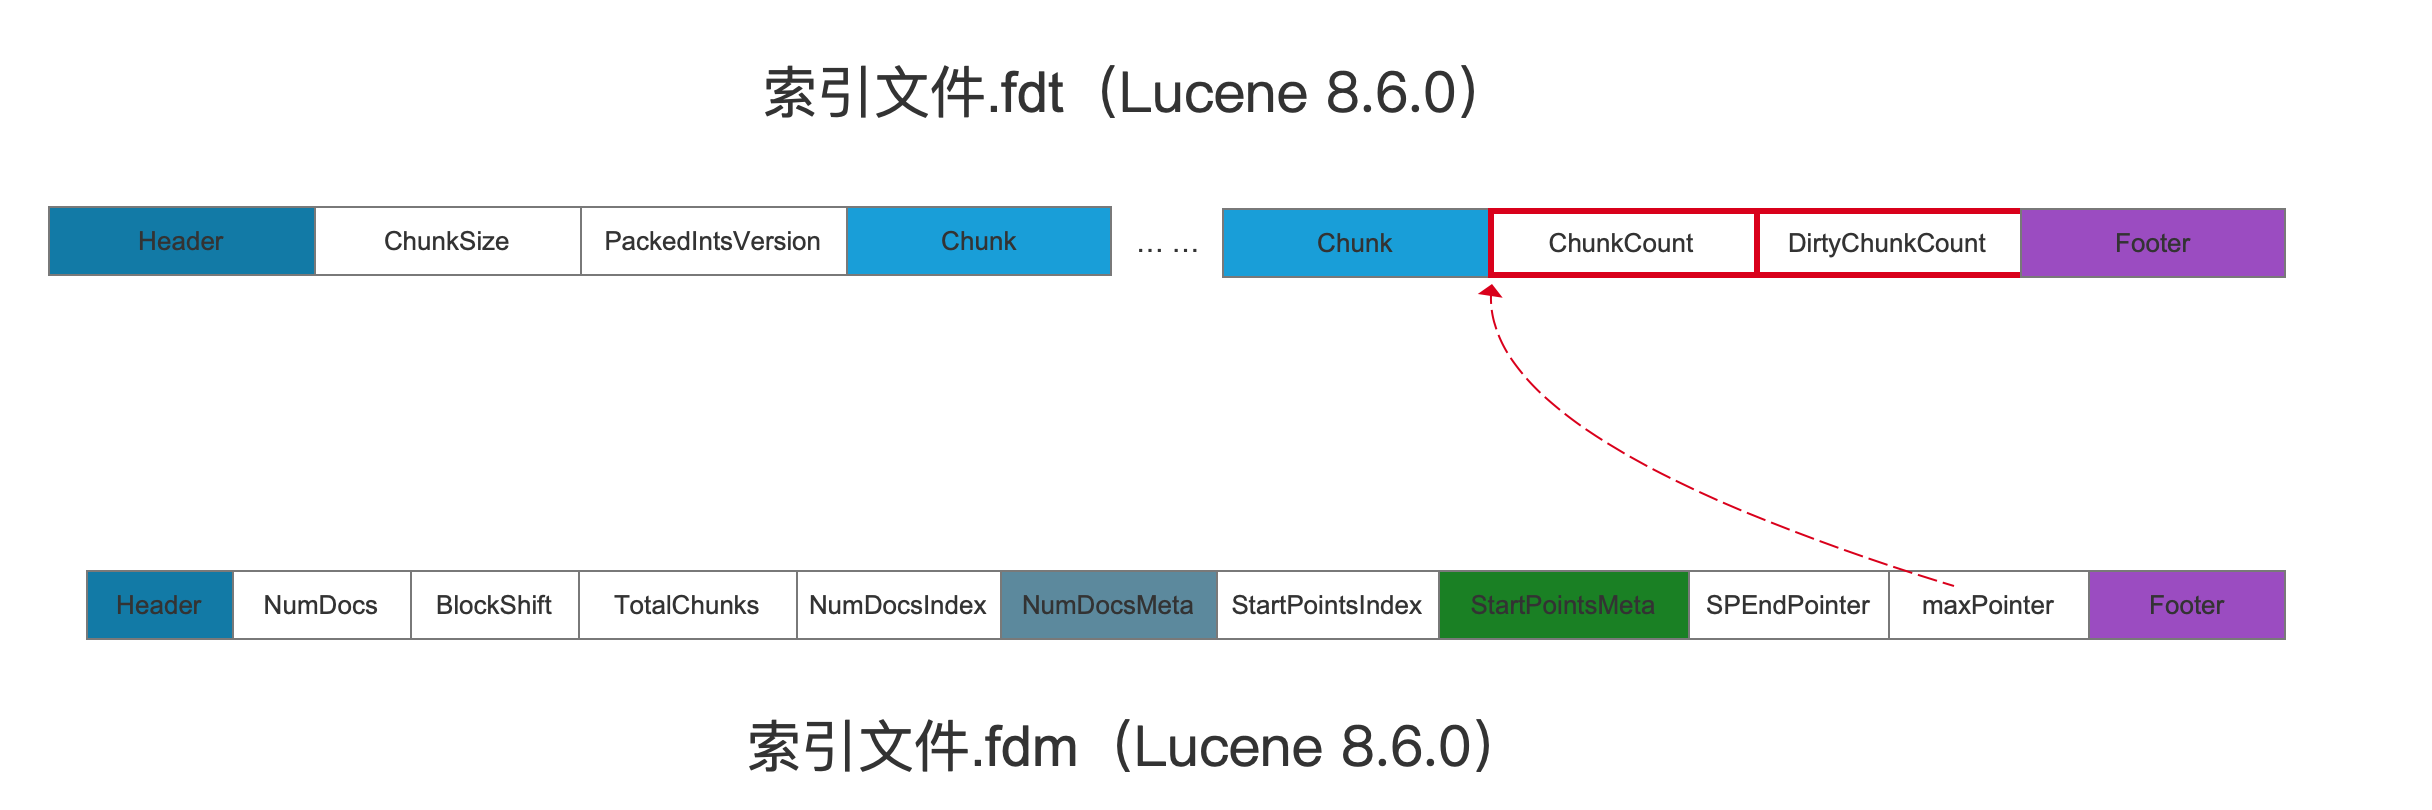 索引文件.fdt（Lucene 8.6.0）
Header ChunkSize PackedIntsVersion Chunk ... ... Chunk ChunkCount DirtyChunkCount Footer
Header NumDocs BlockShift TotalChunks NumDocsIndex NumDocsMeta StartPointsIndex StartPointsMeta SPEndPointer maxPointer Footer
索引文件.fdm（Lucene 8.6.0）